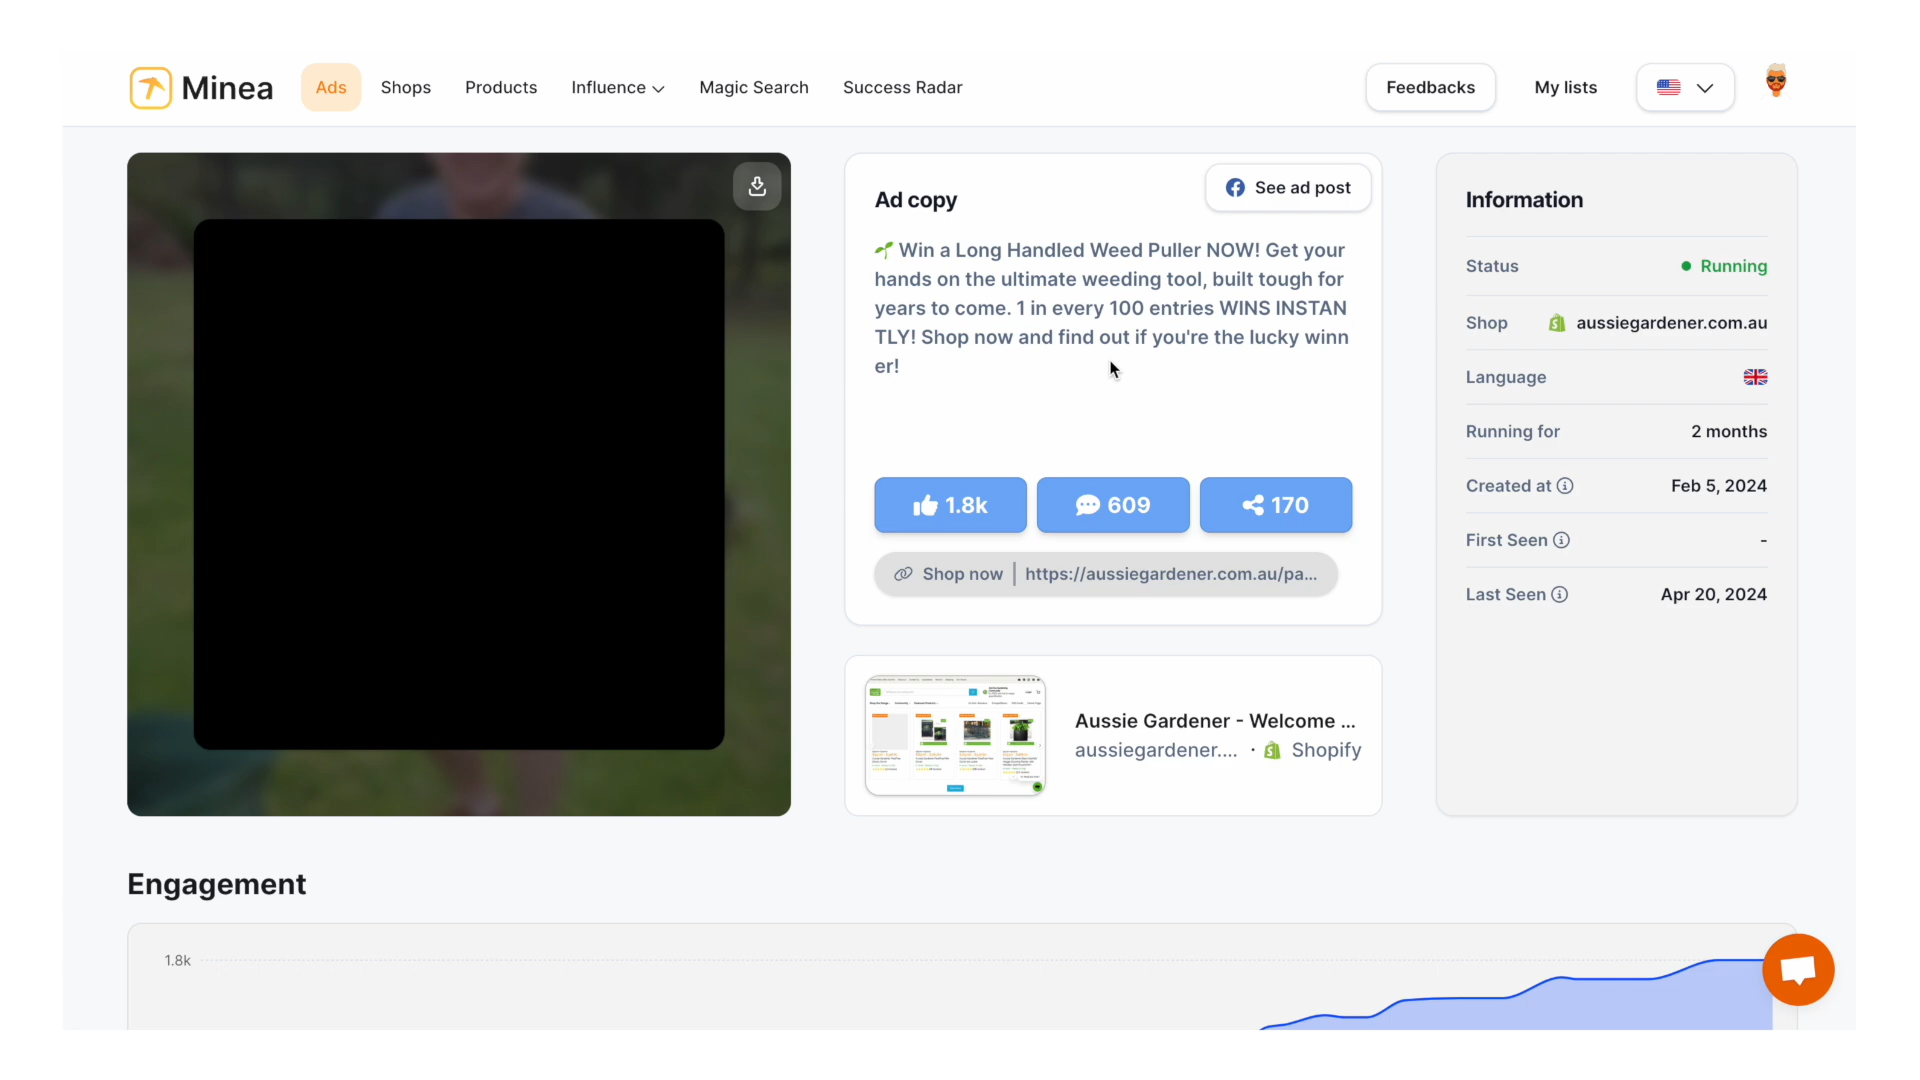 Minea
Ads
Shops
Products
Influence
Magic Search
Success Radar
Feedbacks
My lists
Ad copy
See ad post
Win a Long Handled Weed Puller NOW! Get your
hands on the ultimate weeding tool, built tough for
years to come. 1 in every 100 entries WINS INSTAN
TLY! Shop now and find out if you're the lucky winn
er!
1.8k
609
170
Shop now | https://aussiegardener.com.au/pa...
Aussie Gardener - Welcome ...
aussiegardener.... · Shopify
Information
Status Running
Shop aussiegardener.com.au
Language
Running for 2 months
Created at Feb 5, 2024
First Seen -
Last Seen Apr 20, 2024
Engagement
1.8k